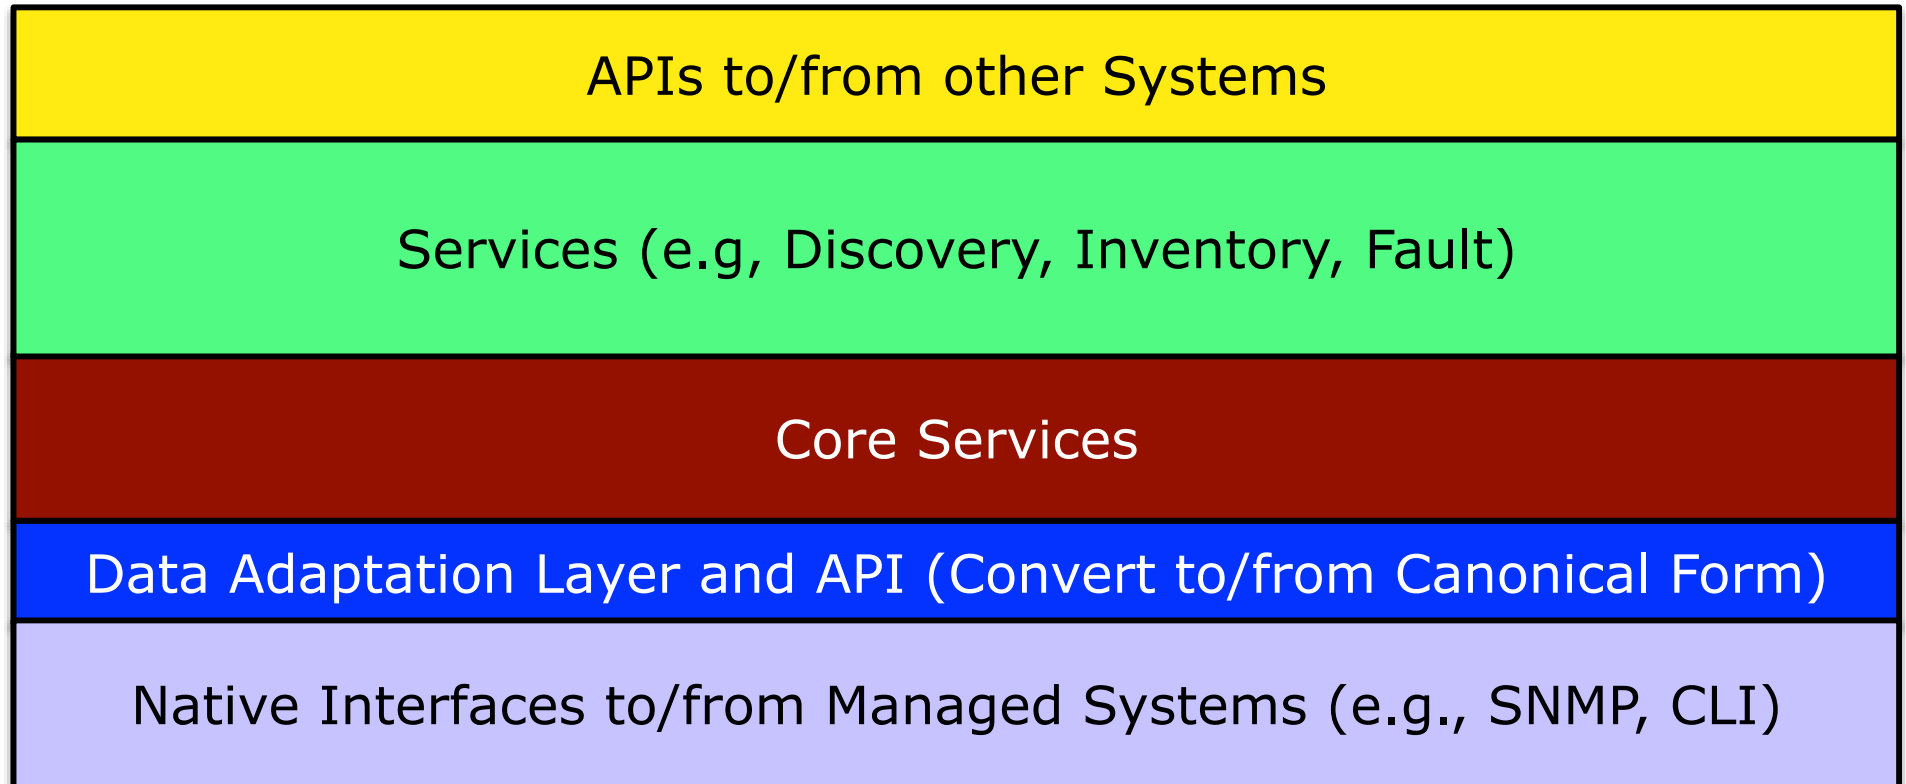 APIs to/from other Systems
Services (e.g, Discovery, Inventory, Fault)
Core Services
Data Adaptation Layer and API (Convert to/from Canonical Form)
Native Interfaces to/from Managed Systems (e.g., SNMP, CLI)